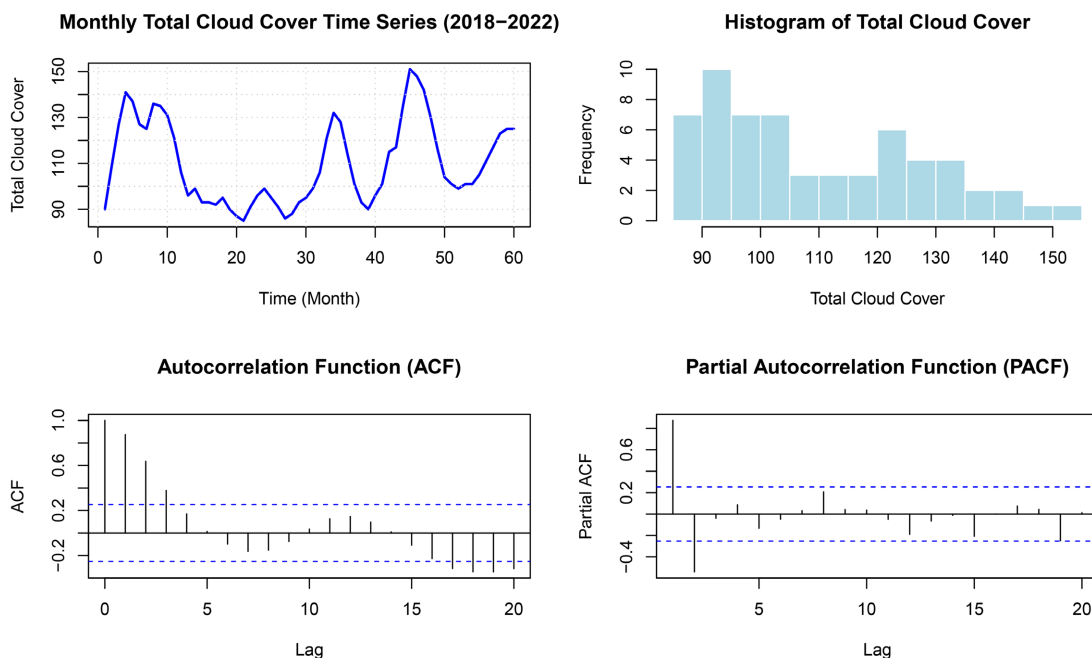 Monthly Total Cloud Cover Time Series (2018−2022)
Total Cloud Cover
90 110 130 150
0 10 20 30 40 50 60
Time (Month)
Histogram of Total Cloud Cover
Frequency
0 2 4 6 8 10
90 100 110 120 130 140 150
Total Cloud Cover
Autocorrelation Function (ACF)
ACF
−0.2 0.2 0.6 1.0
0 5 10 15 20
Lag
Partial Autocorrelation Function (PACF)
Partial ACF
−0.4 0.2 0.6
5 10 15 20
Lag